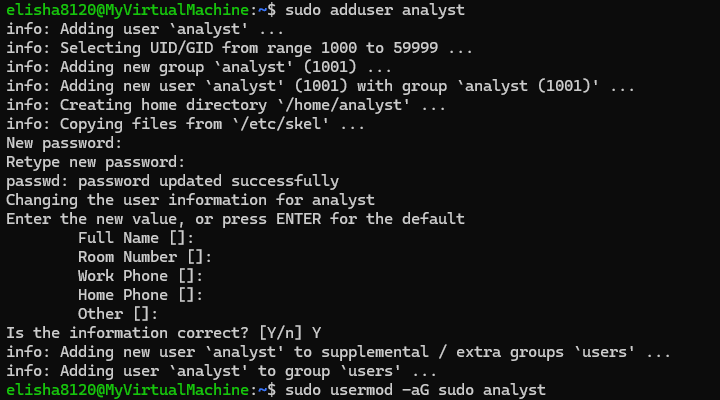 elisha8120@MyVirtualMachine:~$ sudo adduser analyst
info: Adding user `analyst' ...
info: Selecting UID/GID from range 1000 to 59999 ...
info: Adding new group `analyst' (1001) ...
info: Adding new user `analyst' (1001) with group `analyst (1001)' ...
info: Creating home directory `/home/analyst' ...
info: Copying files from `/etc/skel' ...
New password:
Retype new password:
passwd: password updated successfully
Changing the user information for analyst
Enter the new value, or press ENTER for the default
        Full Name []:
        Room Number []:
        Work Phone []:
        Home Phone []:
        Other []:
Is the information correct? [Y/n] Y
info: Adding new user `analyst' to supplemental / extra groups `users' ...
info: Adding user `analyst' to group `users' ...
elisha8120@MyVirtualMachine:~$ sudo usermod -aG sudo analyst